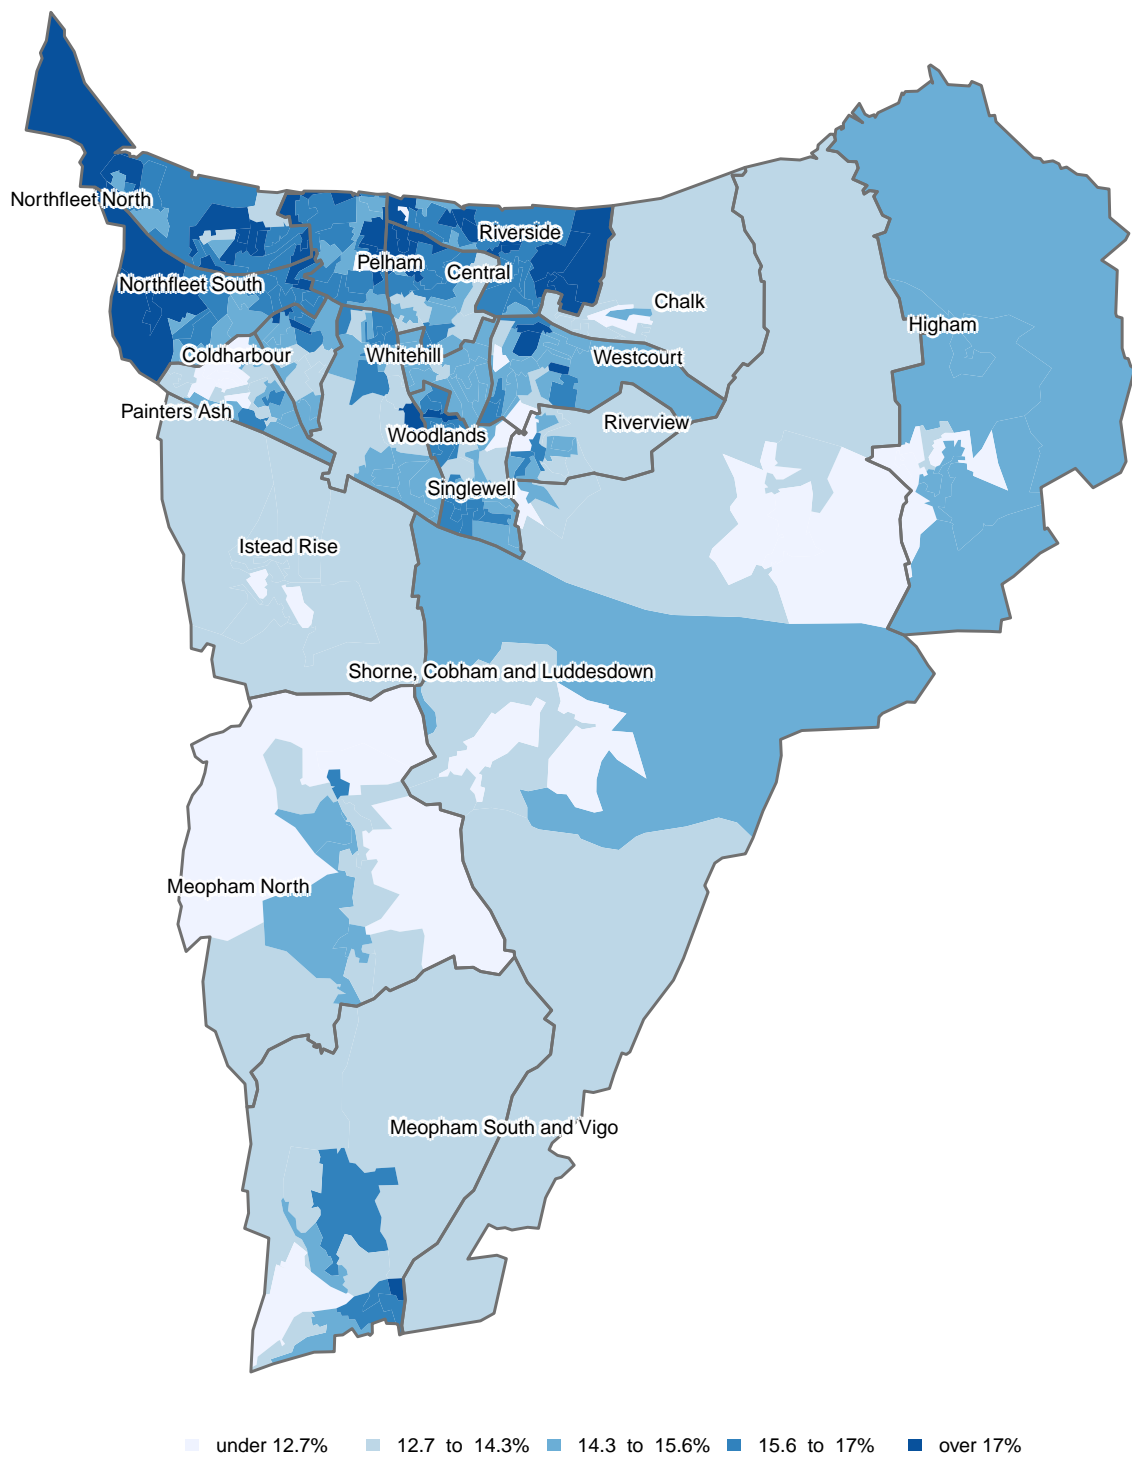 Northfleet North
Riverside
Pelham
Central
Northfleet South
Chalk
Higham
Coldharbour
Whitehill
Westcourt
Painters Ash
Riverview
Woodlands
Singlewell
Istead Rise
Shorne, Cobham and Luddesdown
Meopham North
Meopham South and Vigo
under 12.7% 12.7 to 14.3% 14.3 to 15.6% 15.6 to 17% over 17%